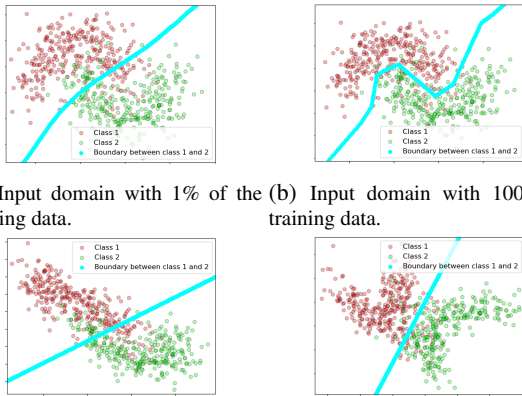 Class 1
Class 2
Boundary between class 1 and 2
Class 1
Class 2
Boundary between class 1 and 2
Input domain with 1% of the
ing data.
(b) Input domain with 100
training data.
Class 1
Class 2
Boundary between class 1 and 2
Class 1
Class 2
Boundary between class 1 and 2